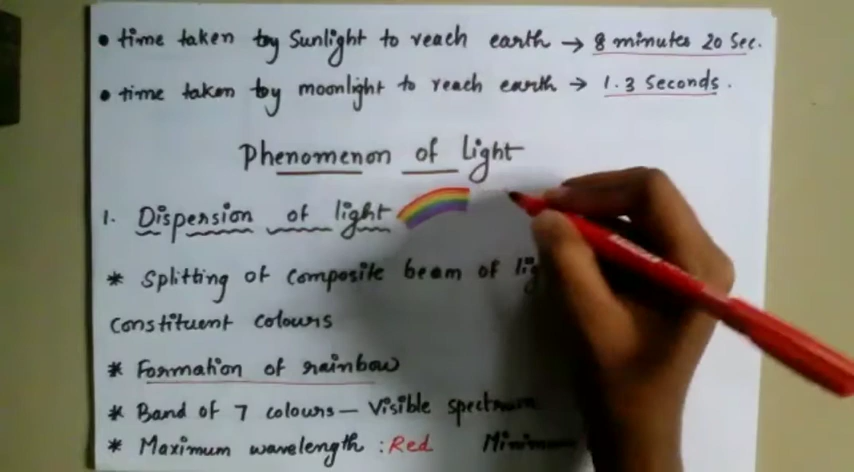 • time taken by Sunlight to reach earth → 8 minutes 20 Sec.
• time taken by moonlight to reach earth → 1.3 Seconds.
Phenomenon of light
1. Dispersion of light
* Splitting of composite beam of
constituent colours
* Formation of rainbow
* Band of 7 colours – Visible spectrum
* Maximum wavelength : Red Minimum